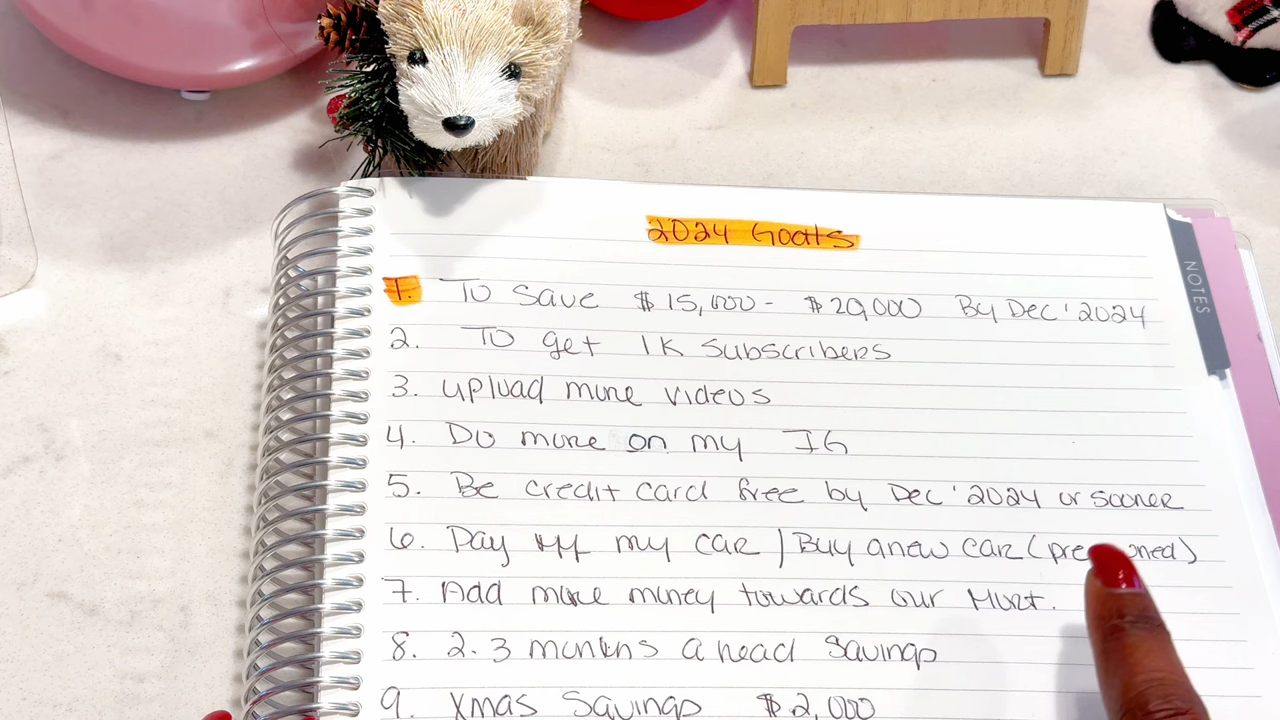 2024 Goals
NOTES
1. To Save $15,000 - $20,000 By Dec '2024
2. To get 1K Subscribers
3. upload more videos
4. Do more on my IG
5. Be credit card free by Dec '2024 or sooner
6. Pay off my car / Buy a new car (pre
7. Add more money towards our Mort.
8. 2-3 months ahead Savings
9. Xmas Savings $2,000